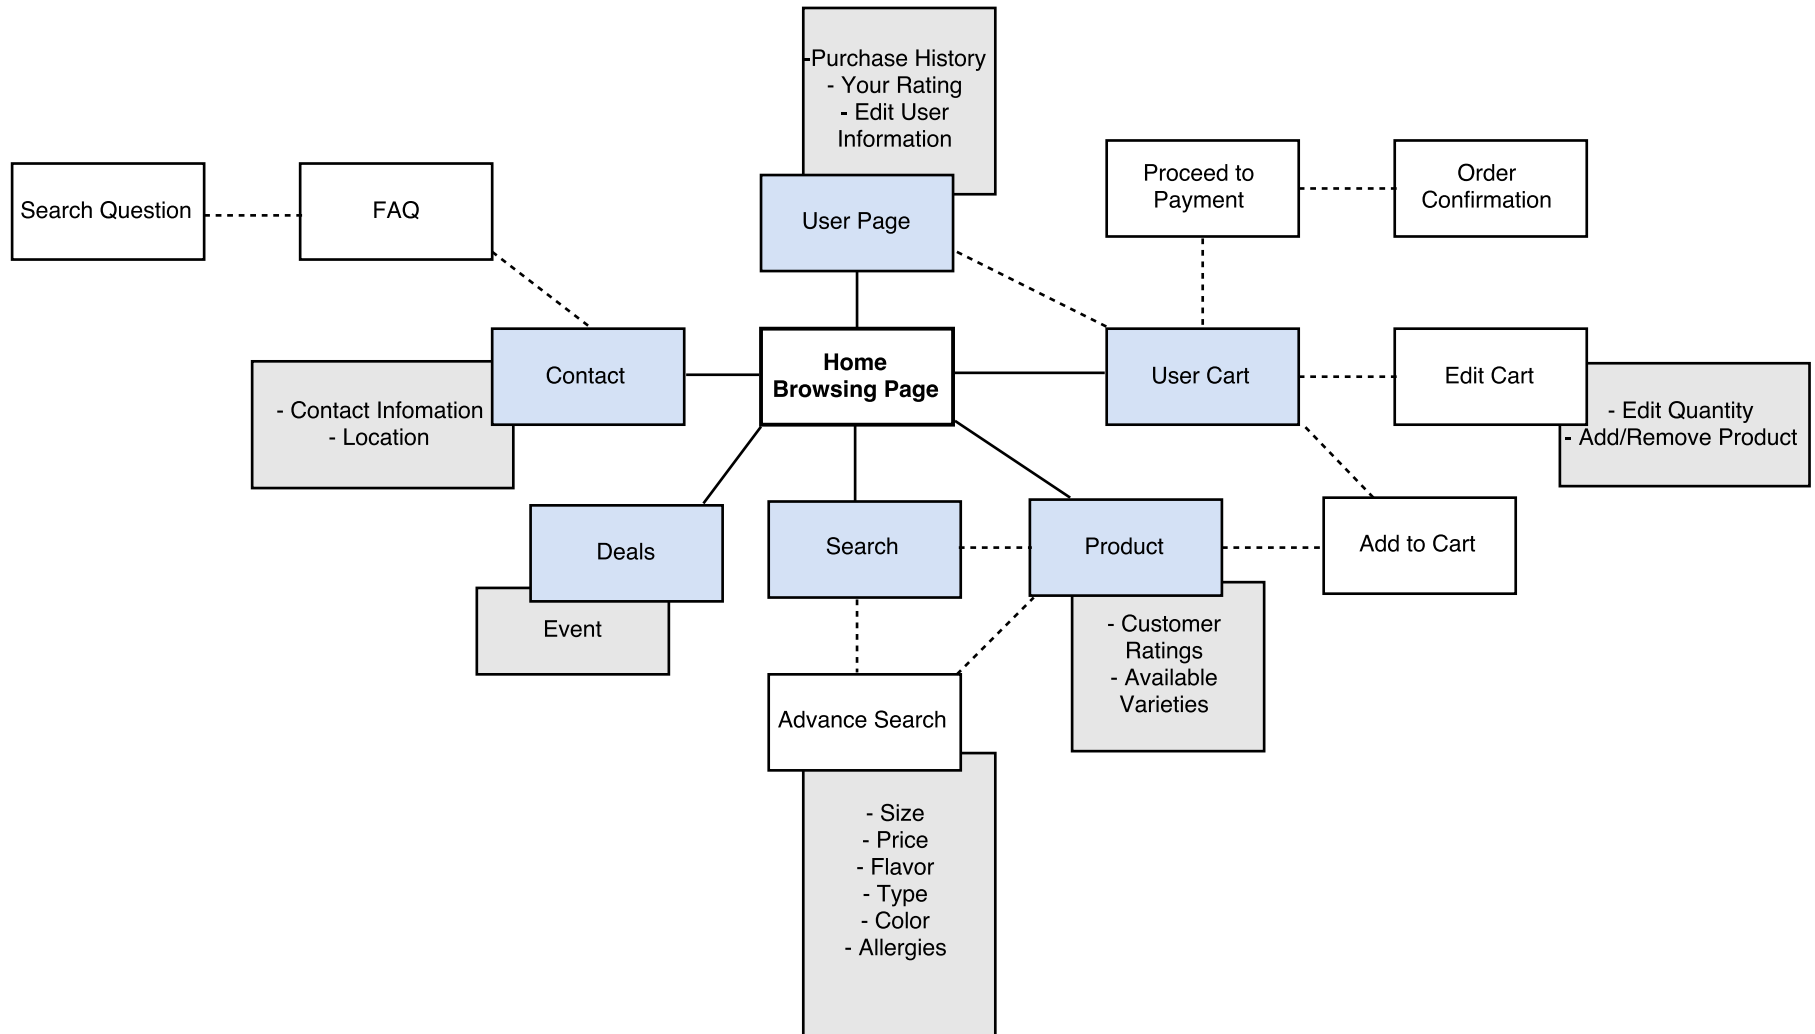 -Purchase History
- Your Rating
- Edit User
Information
User Page
Search Question
FAQ
Proceed to
Payment
Order
Confirmation
Contact
- Contact Infomation
- Location
Home
Browsing Page
User Cart
Edit Cart
- Edit Quantity
- Add/Remove Product
Deals
Event
Search
Product
- Customer
Ratings
- Available
Varieties
Add to Cart
Advance Search
- Size
- Price
- Flavor
- Type
- Color
- Allergies